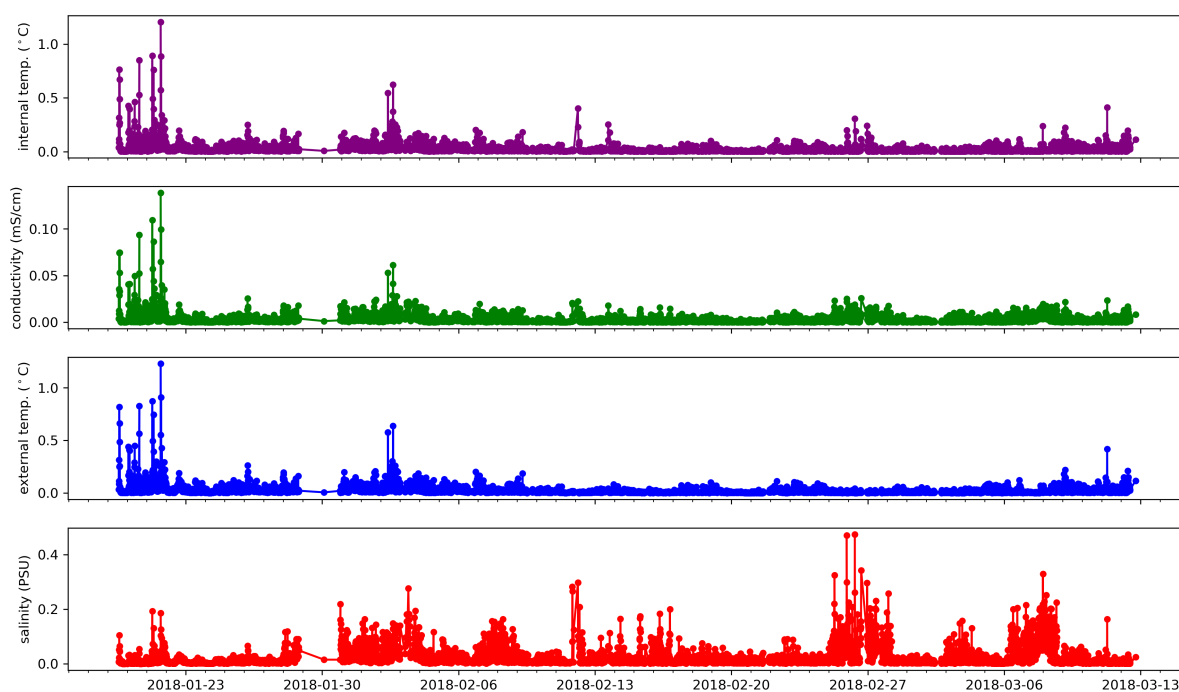 internal temp. (°C)
1.0
0.5
0.0
conductivity (mS/cm)
0.10
0.05
0.00
external temp. (°C)
1.0
0.5
0.0
salinity (PSU)
0.4
0.2
0.0
2018-01-23 2018-01-30 2018-02-06 2018-02-13 2018-02-20 2018-02-27 2018-03-06 2018-03-13